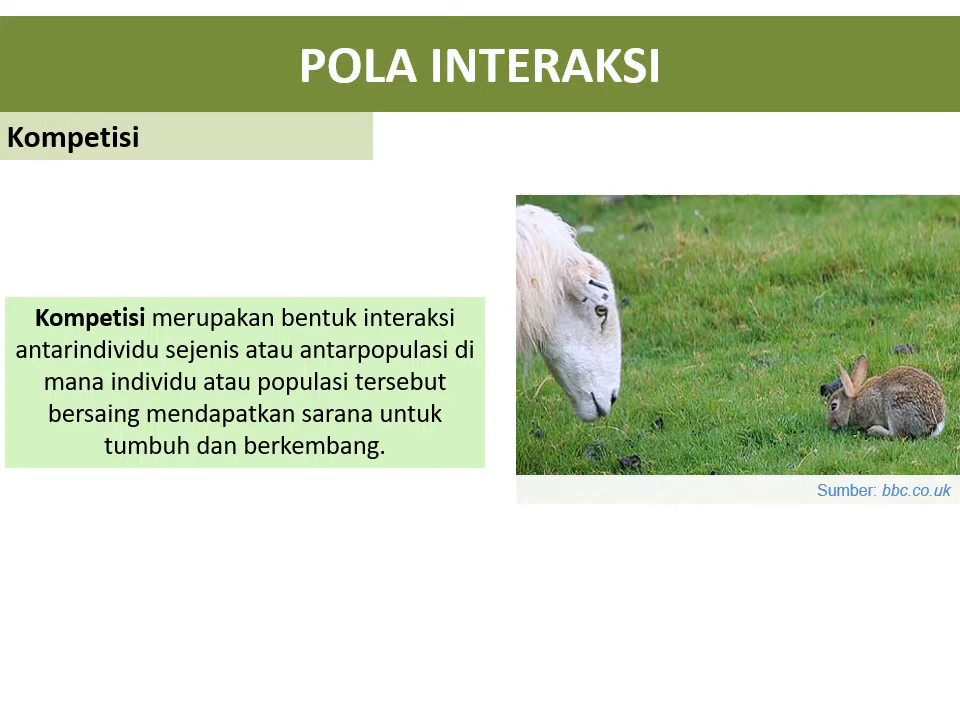 POLA INTERAKSI
Kompetisi
Kompetisi merupakan bentuk interaksi
antarindividu sejenis atau antarpopulasi di
mana individu atau populasi tersebut
bersaing mendapatkan sarana untuk
tumbuh dan berkembang.
Sumber: bbc.co.uk